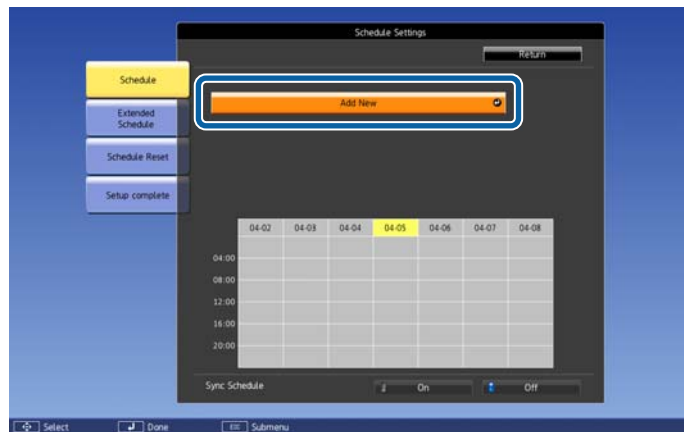 Schedule Settings
Return
Schedule
Add New
Extended
Schedule
Schedule Reset
Setup complete
04-02 04-03 04-04 04-05 04-06 04-07 04-08
04:00
08:00
12:00
16:00
20:00
Sync Schedule On Off
Select Done Submenu